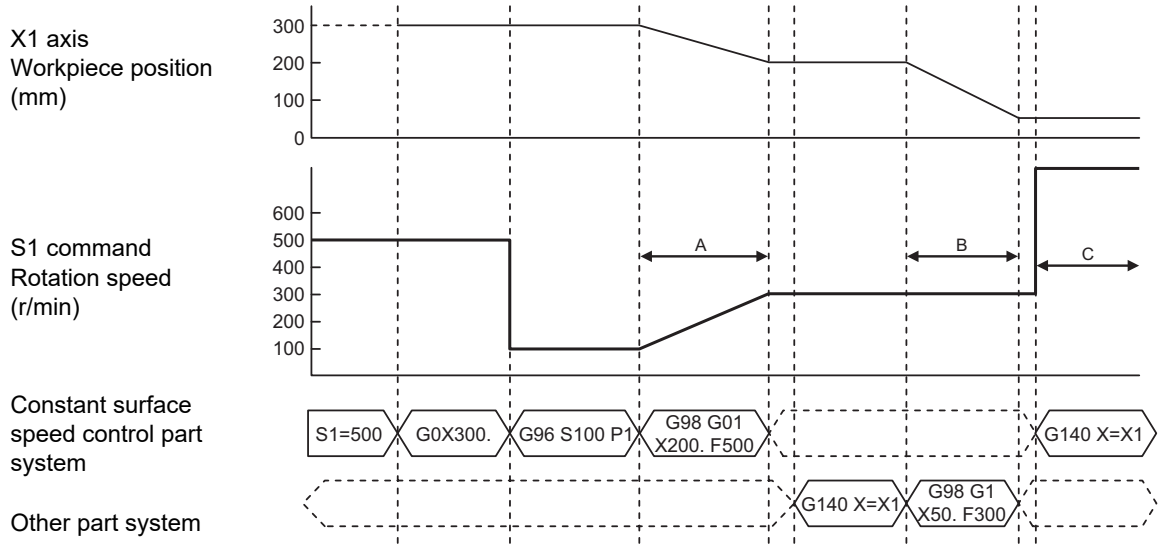 X1 axis
Workpiece position
(mm)
300
200
100
0
S1 command
Rotation speed
(r/min)
600
500
400
300
200
100
A
B
C
Constant surface
speed control part
system
S1=500
G0X300.
G96 S100 P1
G98 G01
X200. F500
G140 X=X1
Other part system
G140 X=X1
G98 G1
X50. F300